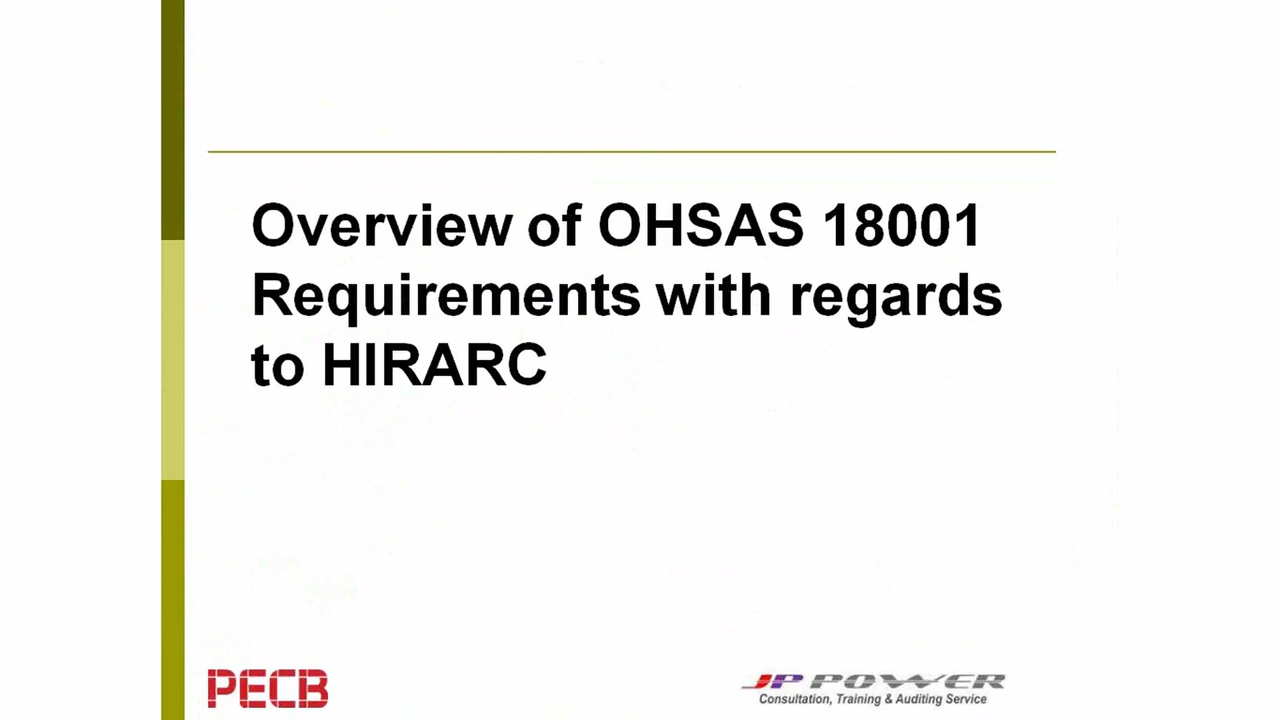 Overview of OHSAS 18001
Requirements with regards
to HIRARC
PECB
JP POWER
Consultation, Training & Auditing Service